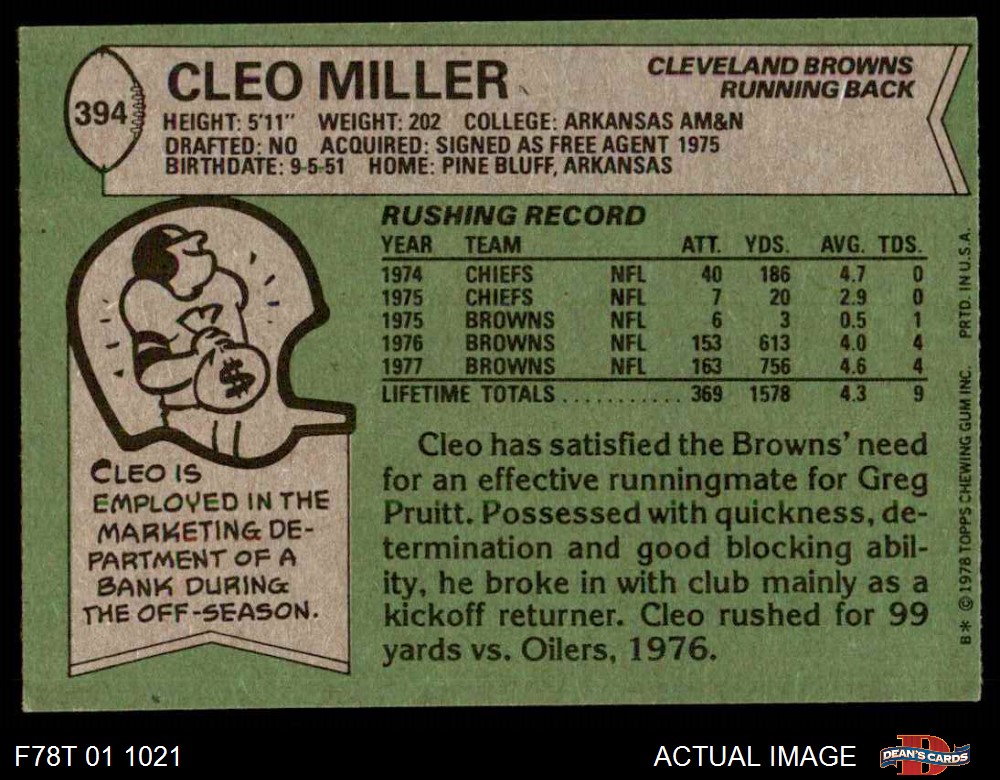 394
CLEO MILLER
CLEVELAND BROWNS
RUNNING BACK
HEIGHT: 5'11" WEIGHT: 202 COLLEGE: ARKANSAS AM&N
DRAFTED: NO ACQUIRED: SIGNED AS FREE AGENT 1975
BIRTHDATE: 9-5-51 HOME: PINE BLUFF, ARKANSAS
RUSHING RECORD
YEAR TEAM ATT. YDS. AVG. TDS.
1974 CHIEFS NFL 40 186 4.7 0
1975 CHIEFS NFL 7 20 2.9 0
1975 BROWNS NFL 6 3 0.5 1
1976 BROWNS NFL 153 613 4.0 4
1977 BROWNS NFL 163 756 4.6 4
LIFETIME TOTALS ........... 369 1578 4.3 9
$
CLEO IS
EMPLOYED IN THE
MARKETING DE-
PARTMENT OF A
BANK DURING
THE OFF-SEASON.
Cleo has satisfied the Browns' need
for an effective runningmate for Greg
Pruitt. Possessed with quickness, de-
termination and good blocking abil-
ity, he broke in with club mainly as a
kickoff returner. Cleo rushed for 99
yards vs. Oilers, 1976.
B* © 1978 TOPPS CHEWING GUM INC. PRTD. IN U.S.A.
F78T 01 1021
ACTUAL IMAGE
D
DEAN'S CARDS